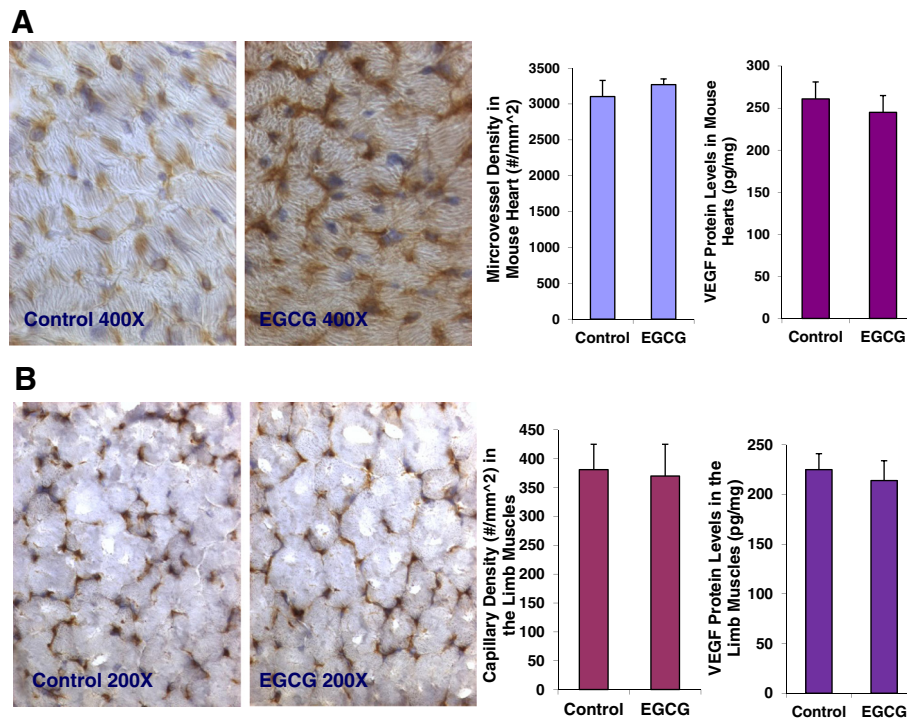 A
Control 400X
EGCG 400X
Mircrovessel Density in
Mouse Heart (#/mm^2)
3500
3000
2500
2000
1500
1000
500
0
Control EGCG
VEGF Protein Levels in Mouse
Hearts (pg/mg)
300
250
200
150
100
50
0
Control EGCG
B
Control 200X
EGCG 200X
Capillary Density (#/mm^2) in
the Limb Muscles
450
400
350
300
250
200
150
100
50
0
Control EGCG
VEGF Protein Levels in the
Limb Muscles (pg/mg)
250
200
150
100
50
0
Control EGCG